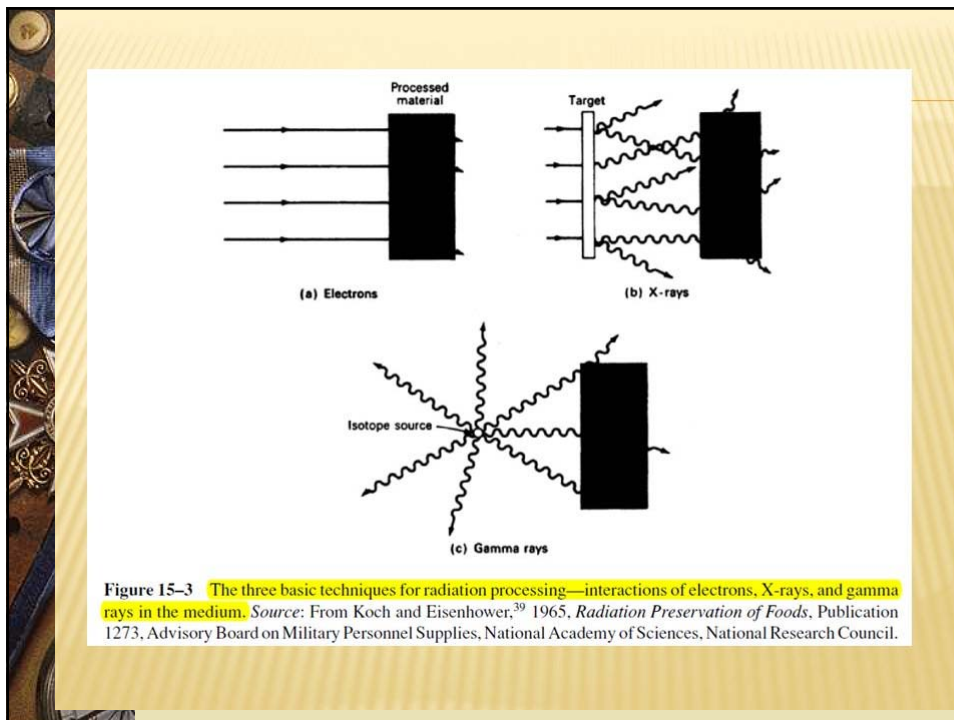 Processed
material
Target
(a) Electrons
(b) X-rays
Isotope source
(c) Gamma rays
Figure 15–3 The three basic techniques for radiation processing—interactions of electrons, X-rays, and gamma
rays in the medium. Source: From Koch and Eisenhower,39 1965, Radiation Preservation of Foods, Publication
1273, Advisory Board on Military Personnel Supplies, National Academy of Sciences, National Research Council.